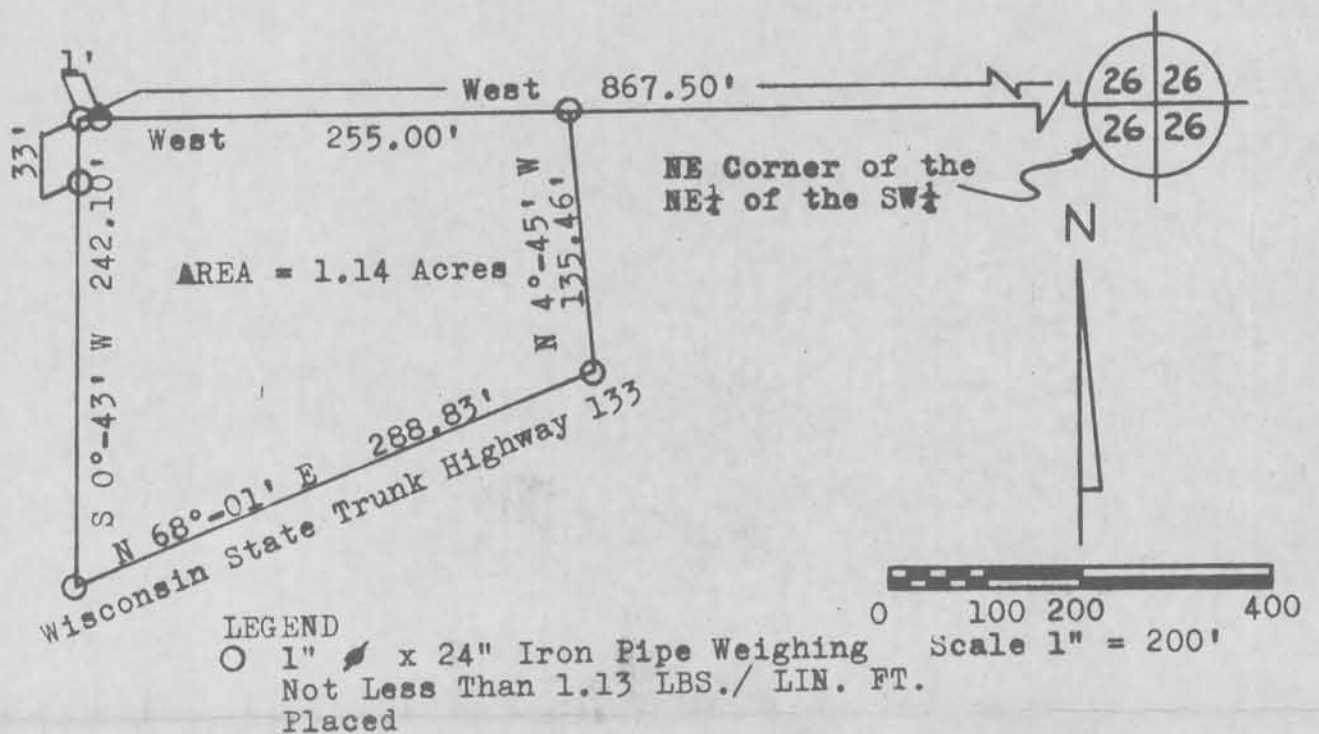 1'
West 867.50'
26 26
26 26
33'
West 255.00'
NE Corner of the
NE¼ of the SW¼
N
S 0°-43' W 242.10'
AREA = 1.14 Acres
N 4°-45' W
135.46'
N 68°-01' E 288.83'
Wisconsin State Trunk Highway 133
0 100 200 400
Scale 1" = 200'
LEGEND
O 1" ø x 24" Iron Pipe Weighing
Not Less Than 1.13 LBS./ LIN. FT.
Placed